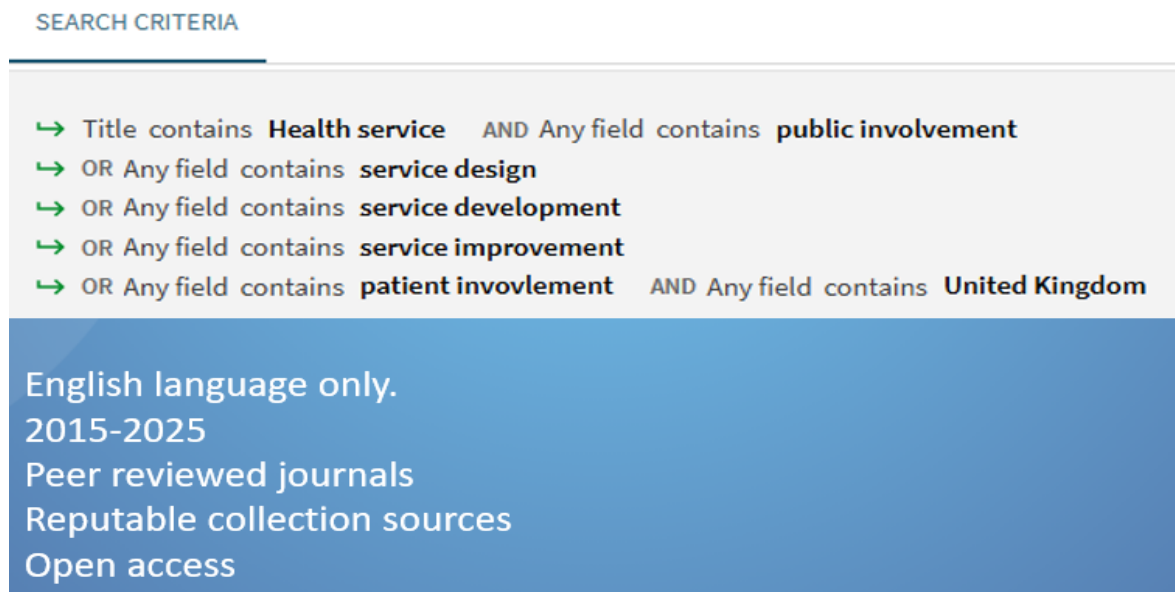 SEARCH CRITERIA
↪ Title contains Health service AND Any field contains public involvement
↪ OR Any field contains service design
↪ OR Any field contains service development
↪ OR Any field contains service improvement
↪ OR Any field contains patient invovlement AND Any field contains United Kingdom
English language only.
2015-2025
Peer reviewed journals
Reputable collection sources
Open access